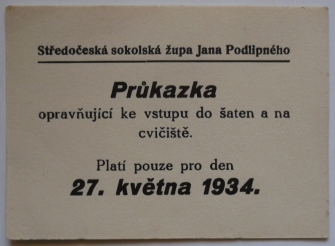 Středočeská sokolská župa Jana Podlipného
Průkazka
opravňující ke vstupu do šaten a na
cvičiště.
Platí pouze pro den
27. května 1934.